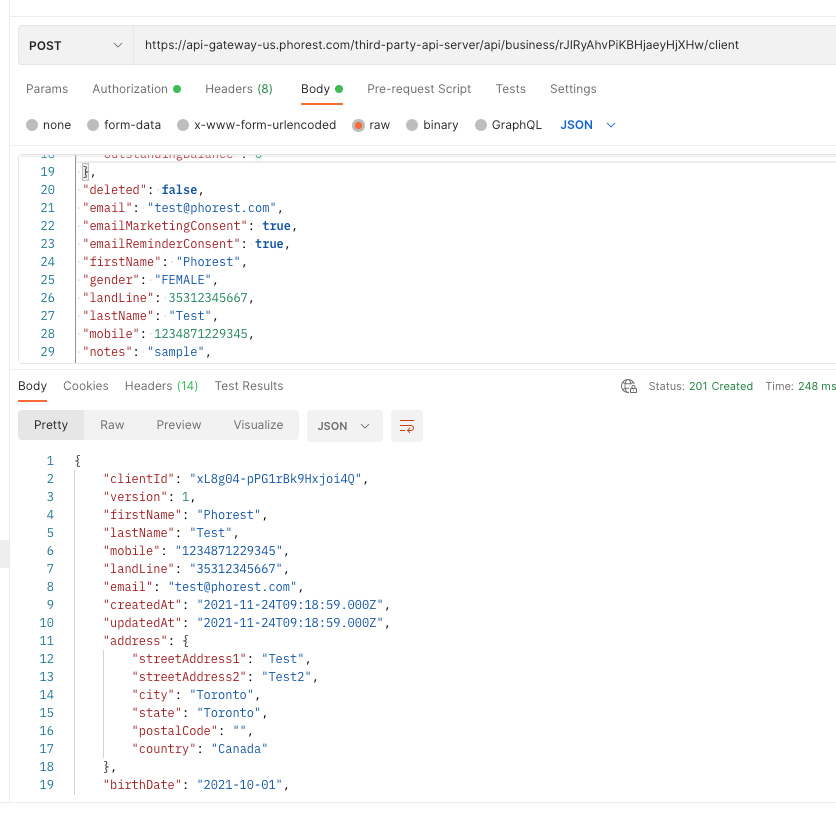 POST https://api-gateway-us.phorest.com/third-party-api-server/api/business/rJlRyAhvPiKBHjaeyHjXHw/client
Params Authorization Headers (8) Body Pre-request Script Tests Settings
none form-data x-www-form-urlencoded raw binary GraphQL JSON
18 "outstandingBalance": 0
19 },
20 "deleted": false,
21 "email": "test@phorest.com",
22 "emailMarketingConsent": true,
23 "emailReminderConsent": true,
24 "firstName": "Phorest",
25 "gender": "FEMALE",
26 "landLine": 35312345667,
27 "lastName": "Test",
28 "mobile": 1234871229345,
29 "notes": "sample",
Body Cookies Headers (14) Test Results Status: 201 Created Time: 248 ms
Pretty Raw Preview Visualize JSON
1 {
2 "clientId": "xL8g04-pPG1rBk9Hxjoi4Q",
3 "version": 1,
4 "firstName": "Phorest",
5 "lastName": "Test",
6 "mobile": "1234871229345",
7 "landLine": "35312345667",
8 "email": "test@phorest.com",
9 "createdAt": "2021-11-24T09:18:59.000Z",
10 "updatedAt": "2021-11-24T09:18:59.000Z",
11 "address": {
12 "streetAddress1": "Test",
13 "streetAddress2": "Test2",
14 "city": "Toronto",
15 "state": "Toronto",
16 "postalCode": "",
17 "country": "Canada"
18 },
19 "birthDate": "2021-10-01",